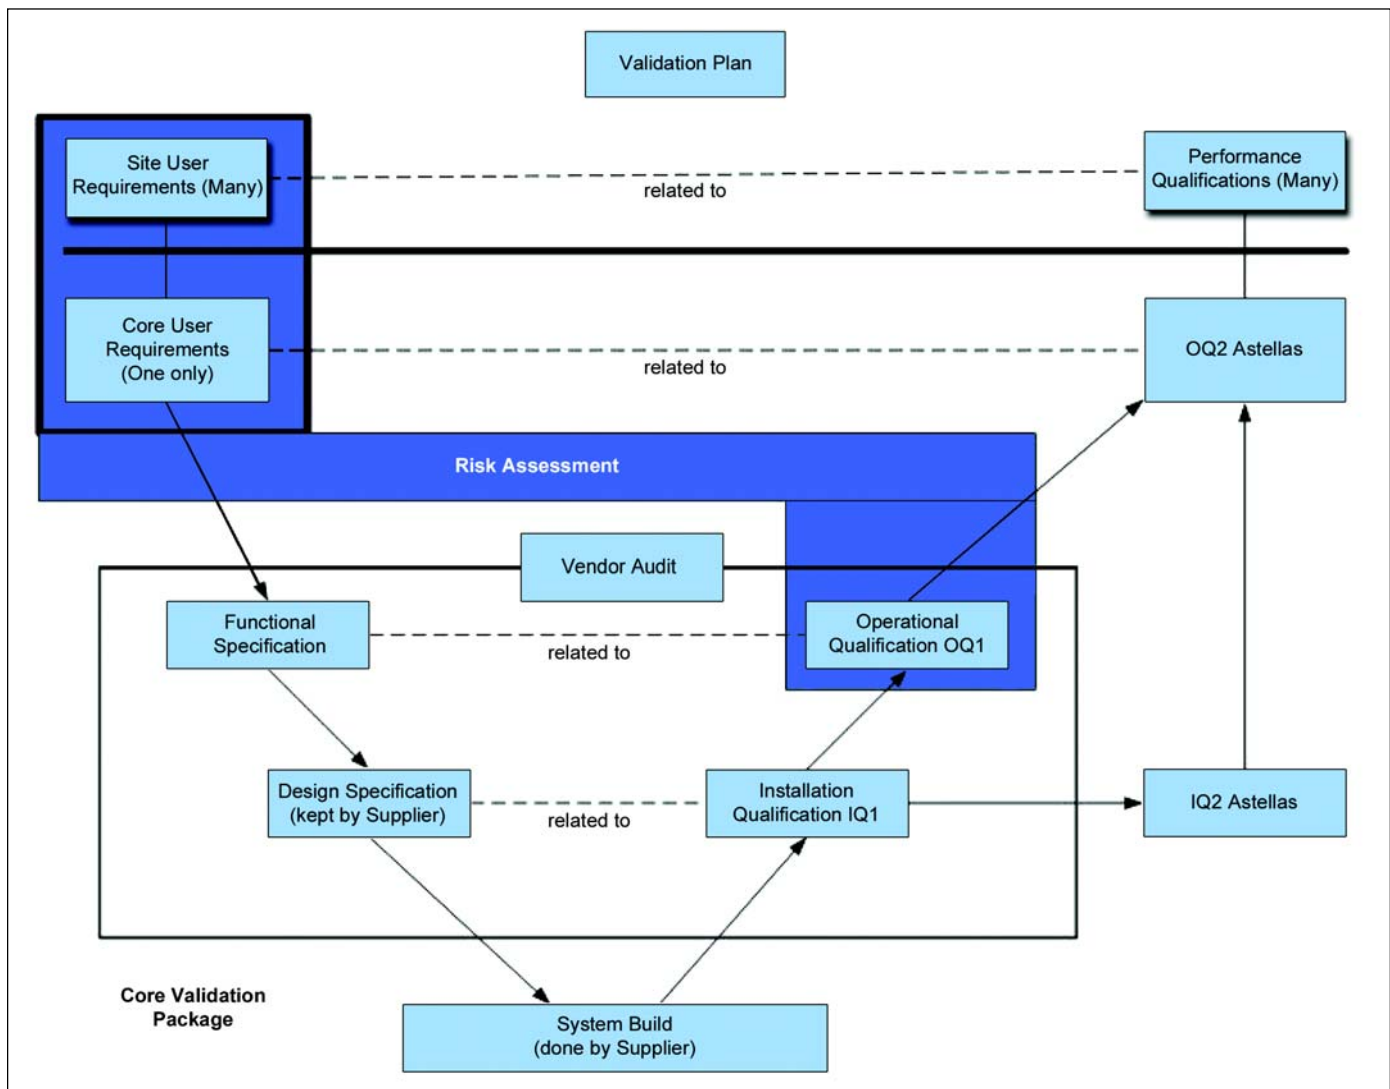 Validation Plan
Site User
Requirements (Many)
related to
Performance
Qualifications (Many)
Core User
Requirements
(One only)
related to
OQ2 Astellas
Risk Assessment
Vendor Audit
Functional
Specification
related to
Operational
Qualification OQ1
Design Specification
(kept by Supplier)
related to
Installation
Qualification IQ1
IQ2 Astellas
Core Validation
Package
System Build
(done by Supplier)